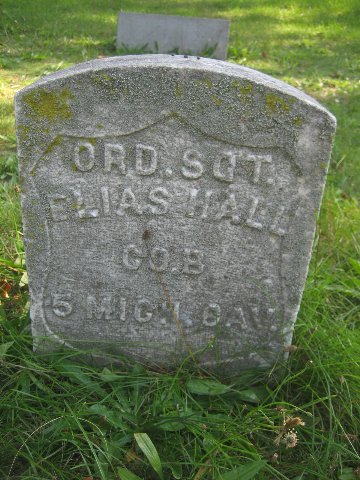 ORD. SGT.
ELIAS HALL
CO. B
5 MICH. CAV.